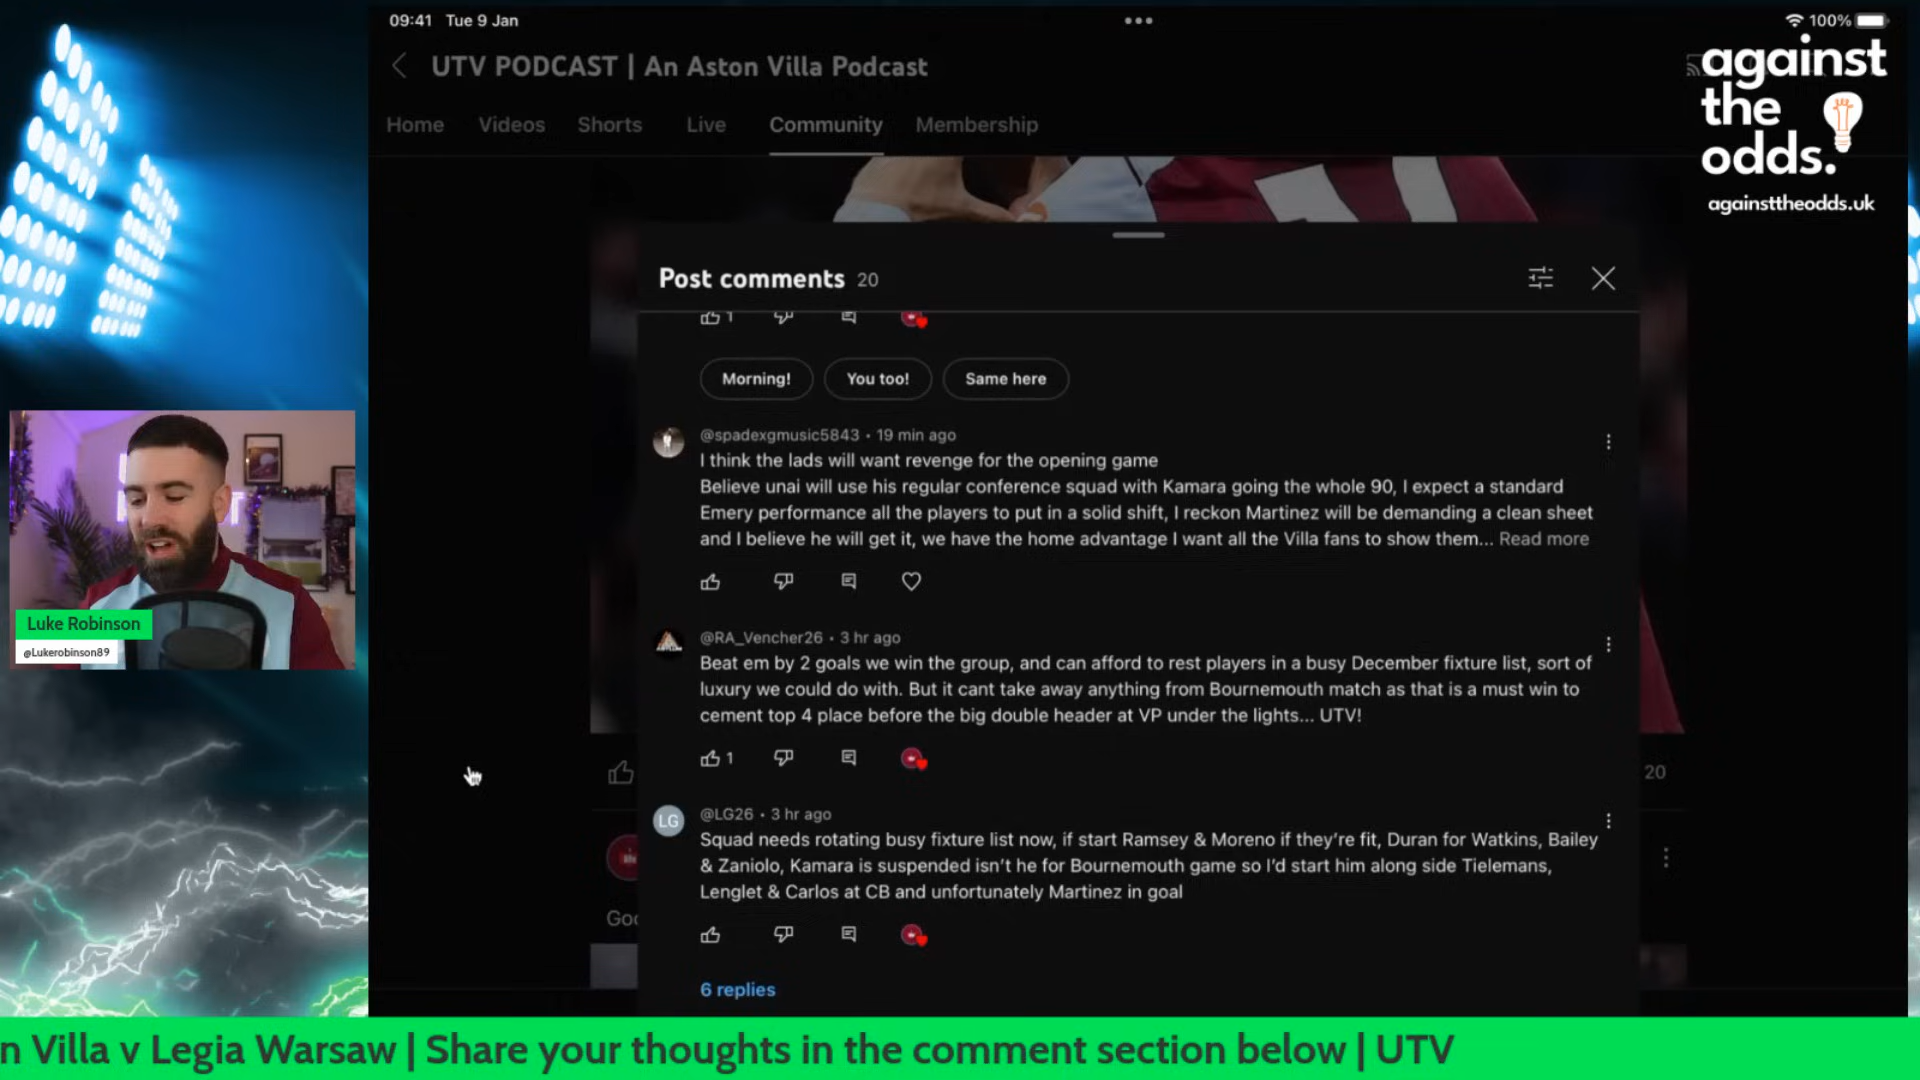 09:41 Tue 9 Jan
100%
UTV PODCAST | An Aston Villa Podcast
Home Videos Shorts Live Community Membership
against
the
odds.
againsttheodds.uk
Post comments 20
1
Morning! You too! Same here
@spadexgmusic5843 • 19 min ago
I think the lads will want revenge for the opening game
Believe unai will use his regular conference squad with Kamara going the whole 90, I expect a standard
Emery performance all the players to put in a solid shift, I reckon Martinez will be demanding a clean sheet
and I believe he will get it, we have the home advantage I want all the Villa fans to show them... Read more
@RA_Vencher26 • 3 hr ago
Beat em by 2 goals we win the group, and can afford to rest players in a busy December fixture list, sort of
luxury we could do with. But it cant take away anything from Bournemouth match as that is a must win to
cement top 4 place before the big double header at VP under the lights... UTV!
1
20
LG
@LG26 • 3 hr ago
Squad needs rotating busy fixture list now, if start Ramsey & Moreno if they're fit, Duran for Watkins, Bailey
& Zaniolo, Kamara is suspended isn't he for Bournemouth game so I'd start him along side Tielemans,
Lenglet & Carlos at CB and unfortunately Martinez in goal
Goo
6 replies
Luke Robinson
@Lukerobinson89
n Villa v Legia Warsaw | Share your thoughts in the comment section below | UTV